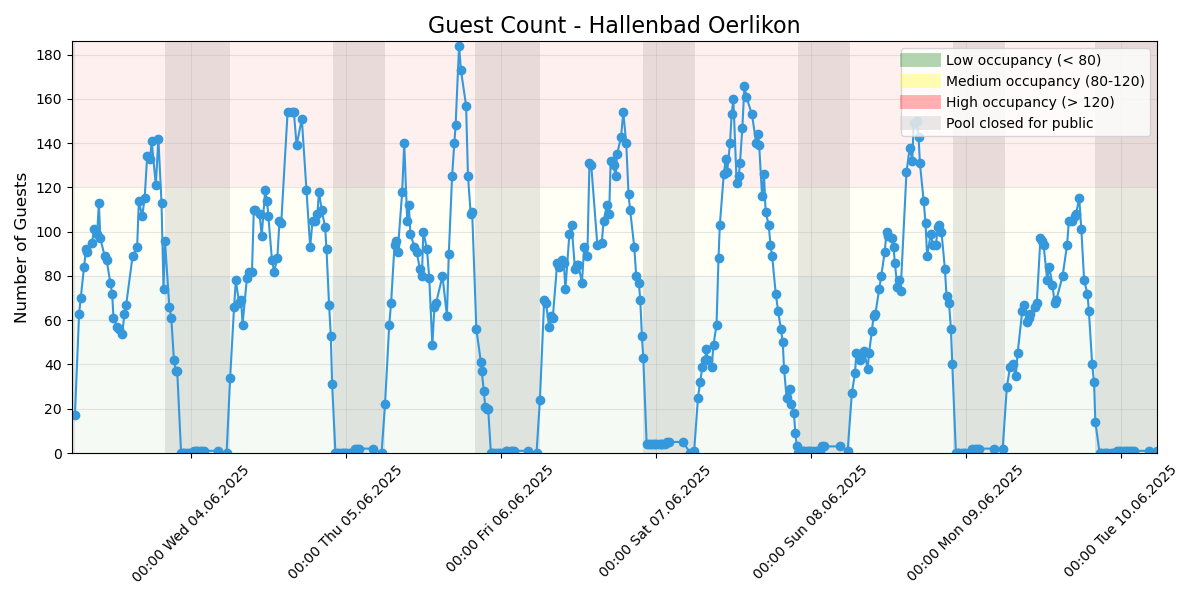 Guest Count - Hallenbad Oerlikon
Number of Guests
180
160
140
120
100
80
60
40
20
0
Low occupancy (< 80)
Medium occupancy (80-120)
High occupancy (> 120)
Pool closed for public
00:00 Wed 04.06.2025
00:00 Thu 05.06.2025
00:00 Fri 06.06.2025
00:00 Sat 07.06.2025
00:00 Sun 08.06.2025
00:00 Mon 09.06.2025
00:00 Tue 10.06.2025